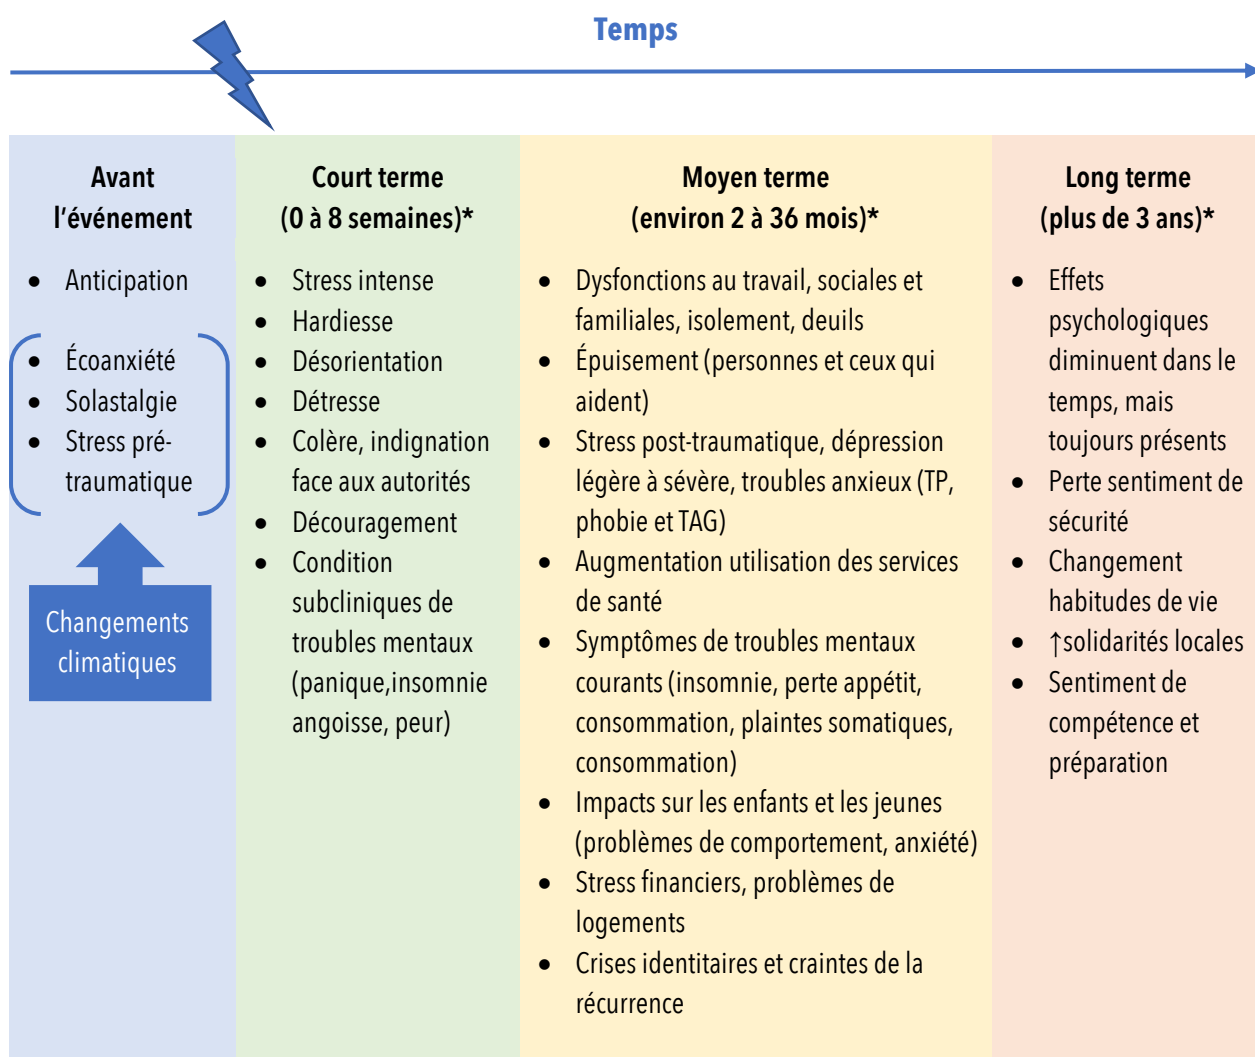 Temps
Avant
l'événement
• Anticipation
• Écoanxiété
• Solastalgie
• Stress pré-
traumatique
Changements
climatiques
Court terme
(0 à 8 semaines)*
• Stress intense
• Hardiesse
• Désorientation
• Détresse
• Colère, indignation
face aux autorités
• Découragement
• Condition
subcliniques de
troubles mentaux
(panique,insomnie
angoisse, peur)
Moyen terme
(environ 2 à 36 mois)*
• Dysfonctions au travail, sociales et
familiales, isolement, deuils
• Épuisement (personnes et ceux qui
aident)
• Stress post-traumatique, dépression
légère à sévère, troubles anxieux (TP,
phobie et TAG)
• Augmentation utilisation des services
de santé
• Symptômes de troubles mentaux
courants (insomnie, perte appétit,
consommation, plaintes somatiques,
consommation)
• Impacts sur les enfants et les jeunes
(problèmes de comportement, anxiété)
• Stress financiers, problèmes de
logements
• Crises identitaires et craintes de la
récurrence
Long terme
(plus de 3 ans)*
• Effets
psychologiques
diminuent dans le
temps, mais
toujours présents
• Perte sentiment de
sécurité
• Changement
habitudes de vie
• ↑solidarités locales
• Sentiment de
compétence et
préparation